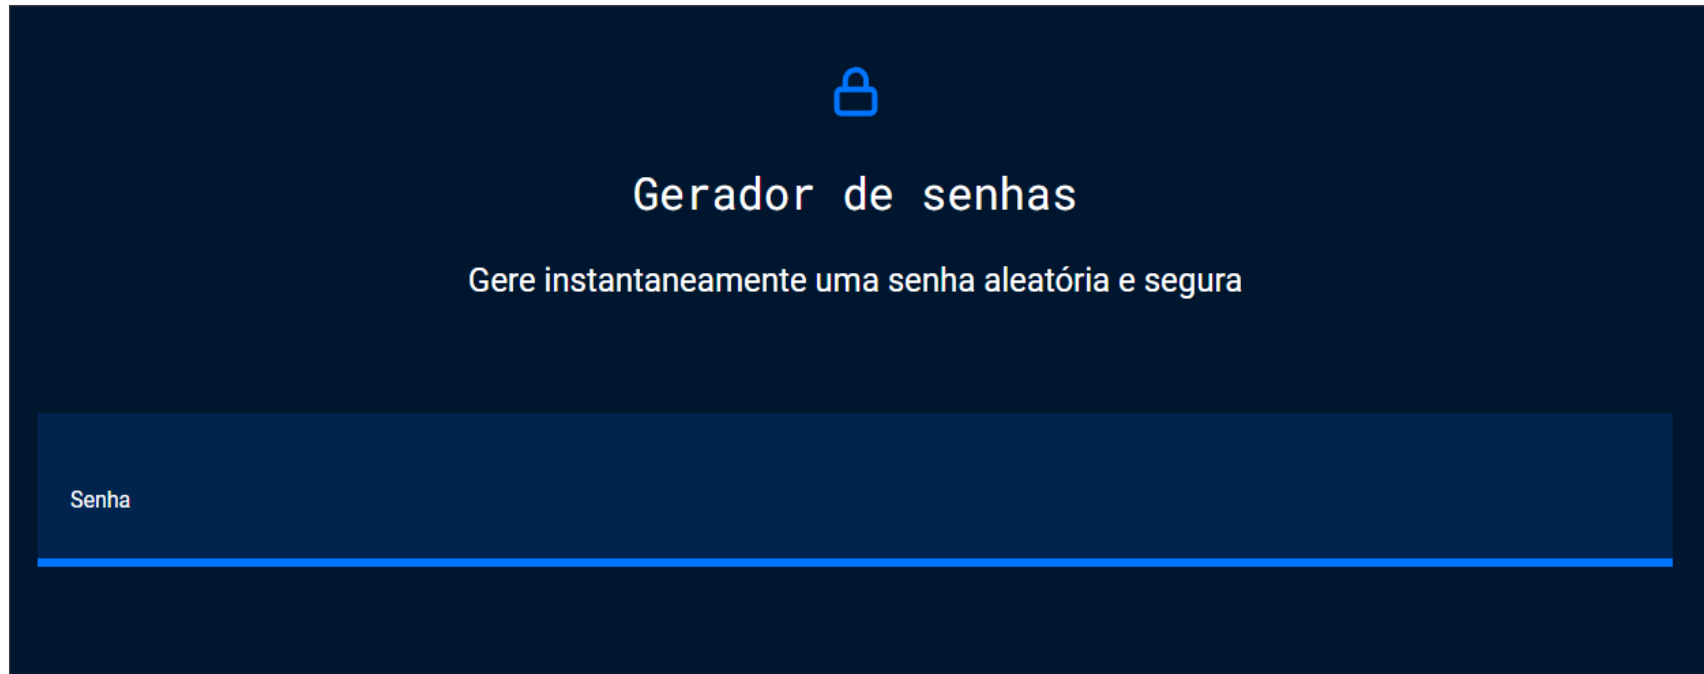 Gerador de senhas
Gere instantaneamente uma senha aleatória e segura
Senha